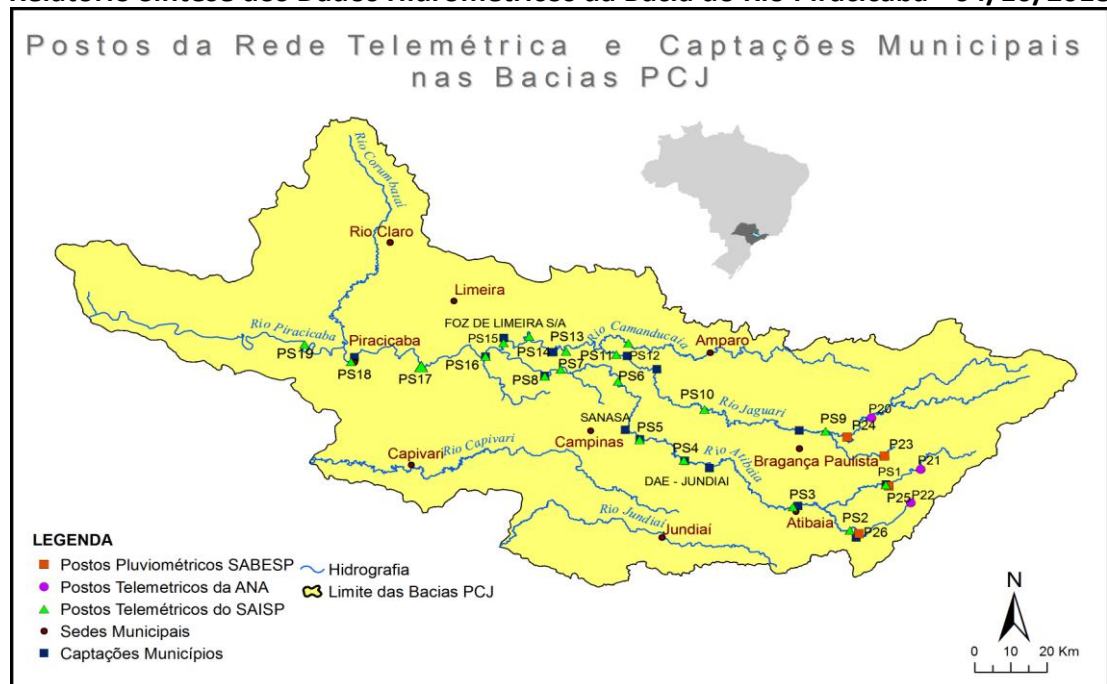 Relatório Síntese dos Dados Hidrométricos da Bacia do Rio Piracicaba
Postos da Rede Telemétrica e Captações Municipais
nas Bacias PCJ
Rio Corumbataí
Rio Claro
Limeira
FOZ DE LIMEIRA S/A
Rio Camanducaia
Rio Piracicaba
Piracicaba
PS15
PS13
Amparo
PS19
PS14
PS11
PS12
PS18
PS17
PS16
PS8
PS7
PS6
PS10
Rio Jaguari
PS9
P20
P24
SANASA
Campinas
PS5
Capivari
Rio Capivari
PS4
Rio Atibaia
Bragança Paulista
P23
P21
PS1
DAE - JUNDIAI
P25
P22
PS3
Atibaia
PS2
P26
Rio Jundiaí
Jundiaí
LEGENDA
Postos Pluviométricos SABESP
Postos Telemetricos da ANA
Postos Telemétricos do SAISP
Sedes Municipais
Captações Municípios
Hidrografia
Limite das Bacias PCJ
N
0 10 20 Km